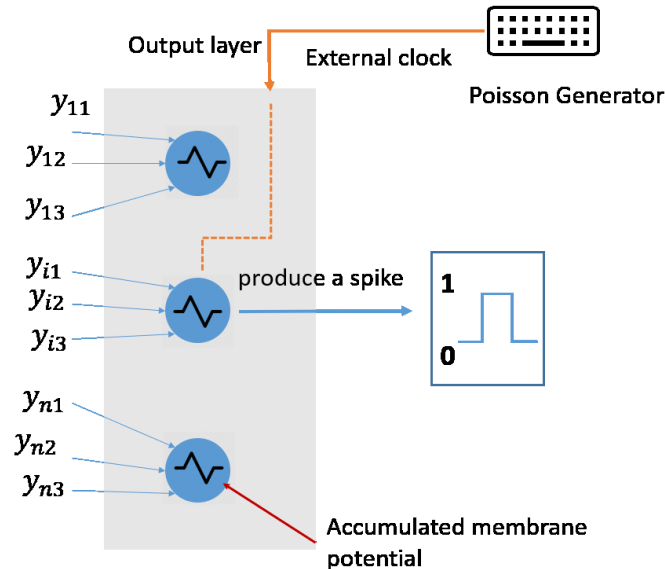 Output layer
External clock
Poisson Generator
y₁₁
y₁₂
y₁₃
yᵢ₁
yᵢ₂
yᵢ₃
produce a spike
1
0
yₙ₁
yₙ₂
yₙ₃
Accumulated membrane
potential